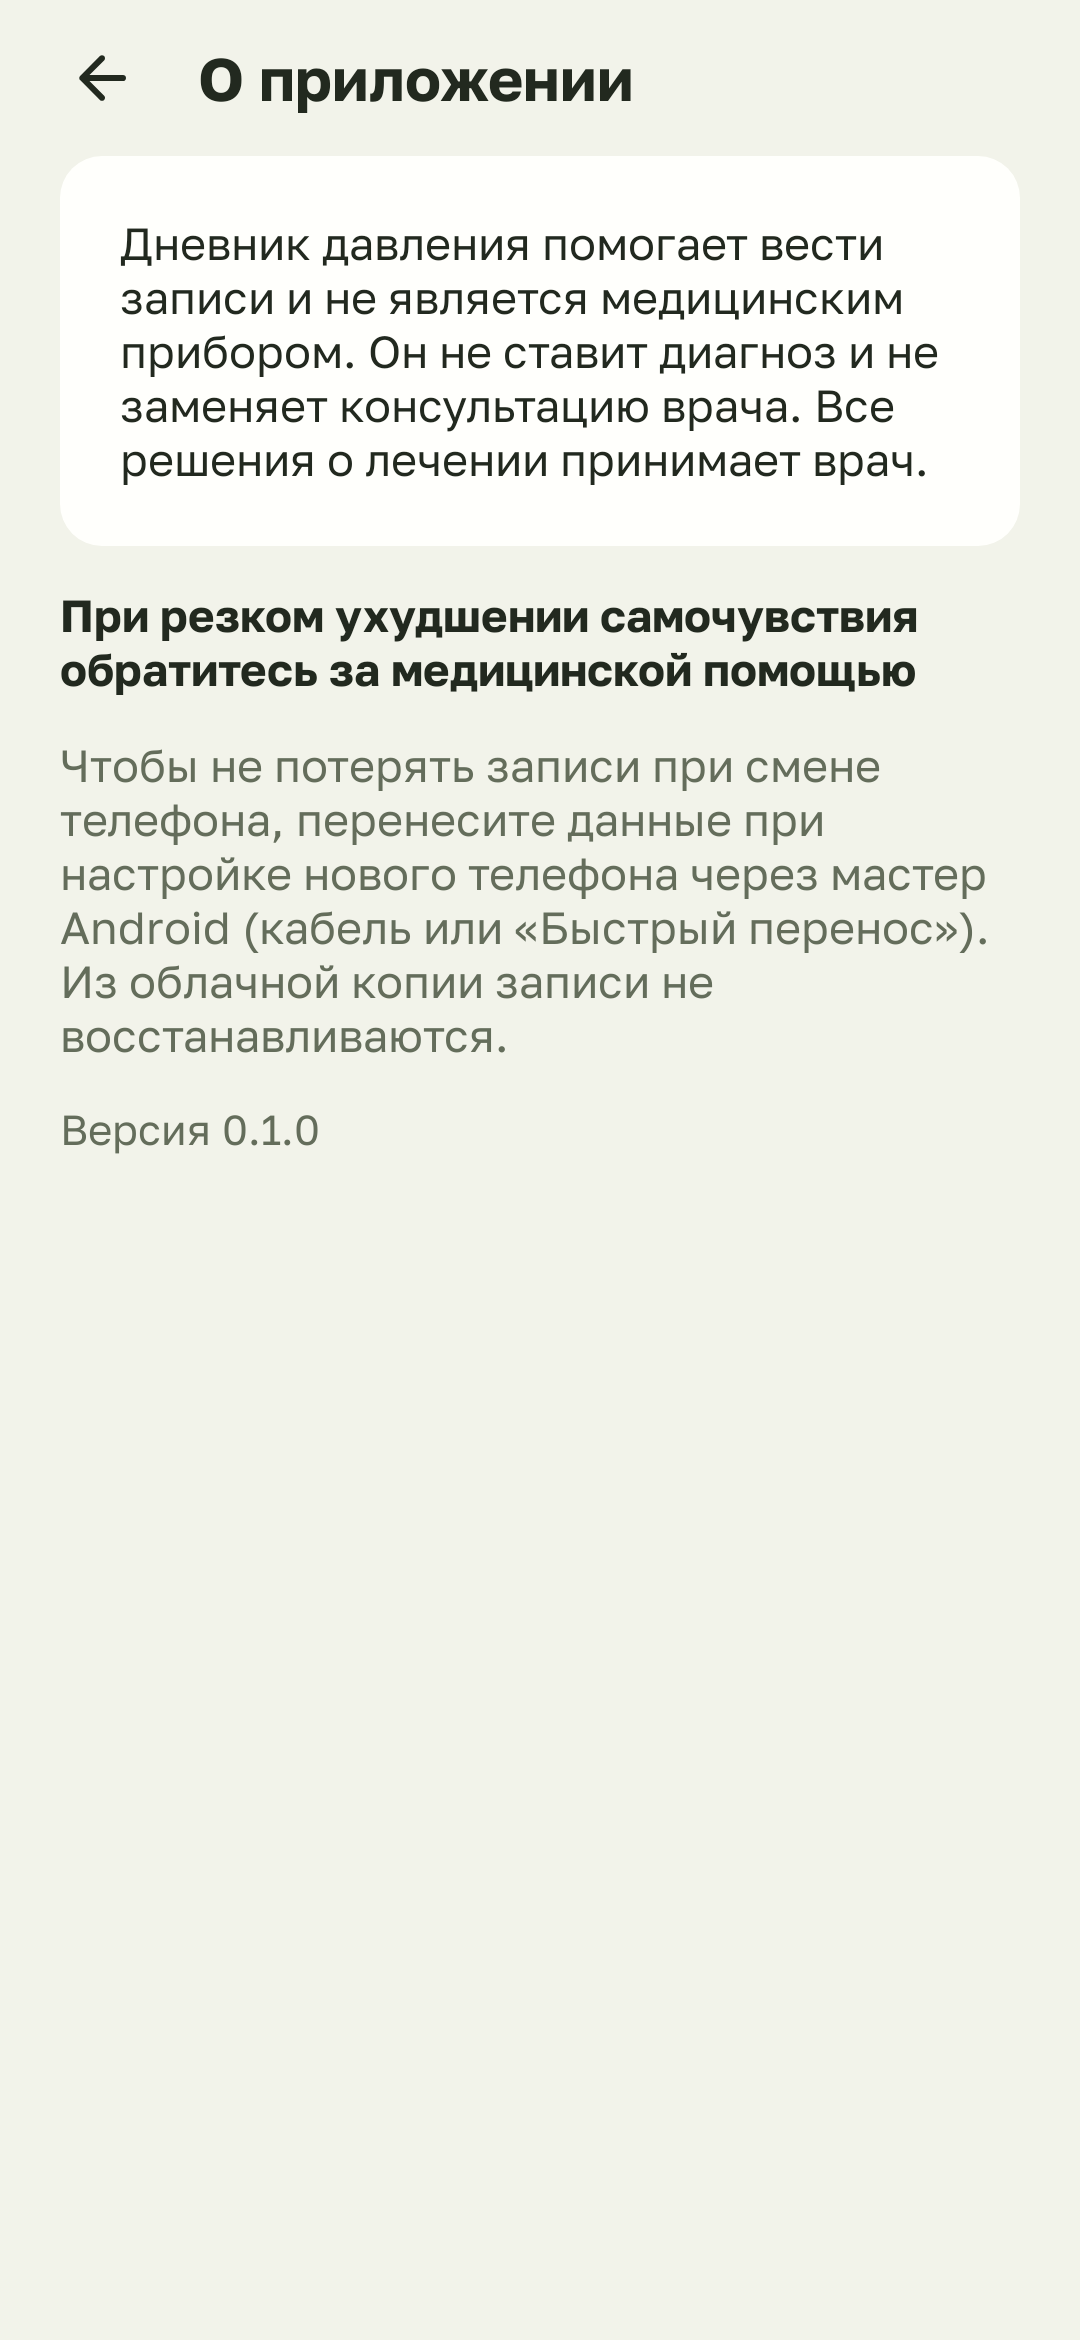 О приложении
Дневник давления помогает вести
записи и не является медицинским
прибором. Он не ставит диагноз и не
заменяет консультацию врача. Все
решения о лечении принимает врач.
При резком ухудшении самочувствия
обратитесь за медицинской помощью
Чтобы не потерять записи при смене
телефона, перенесите данные при
настройке нового телефона через мастер
Android (кабель или «Быстрый перенос»).
Из облачной копии записи не
восстанавливаются.
Версия 0.1.0